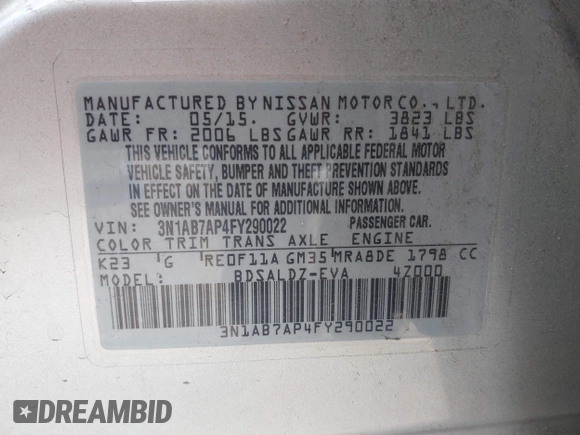 MANUFACTURED BY NISSAN MOTOR CO., LTD.
DATE: 05/15. GVWR: 3823 LBS
GAWR FR: 2006 LBS GAWR RR: 1841 LBS
THIS VEHICLE CONFORMS TO ALL APPLICABLE FEDERAL MOTOR
VEHICLE SAFETY, BUMPER AND THEFT PREVENTION STANDARDS
IN EFFECT ON THE DATE OF MANUFACTURE SHOWN ABOVE.
SEE OWNER'S MANUAL FOR ADDITIONAL INFORMATION.
VIN: 3N1AB7AP4FY290022 PASSENGER CAR.
COLOR TRIM TRANS AXLE ENGINE
K23 G RE0F11A GM35 MRA8DE 1798 CC
MODEL: BDSALDZ-EVA 4Z000
3N1AB7AP4FY290022
DREAMBID